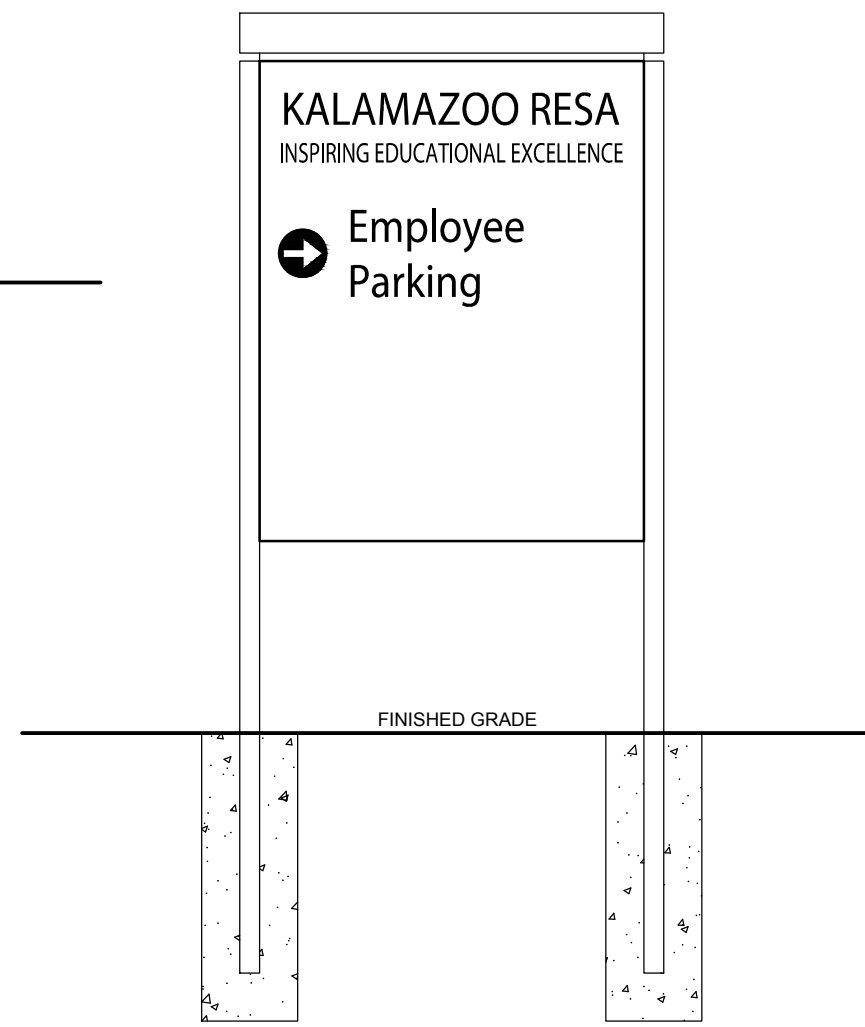 KALAMAZOO RESA
INSPIRING EDUCATIONAL EXCELLENCE
Employee
Parking
FINISHED GRADE